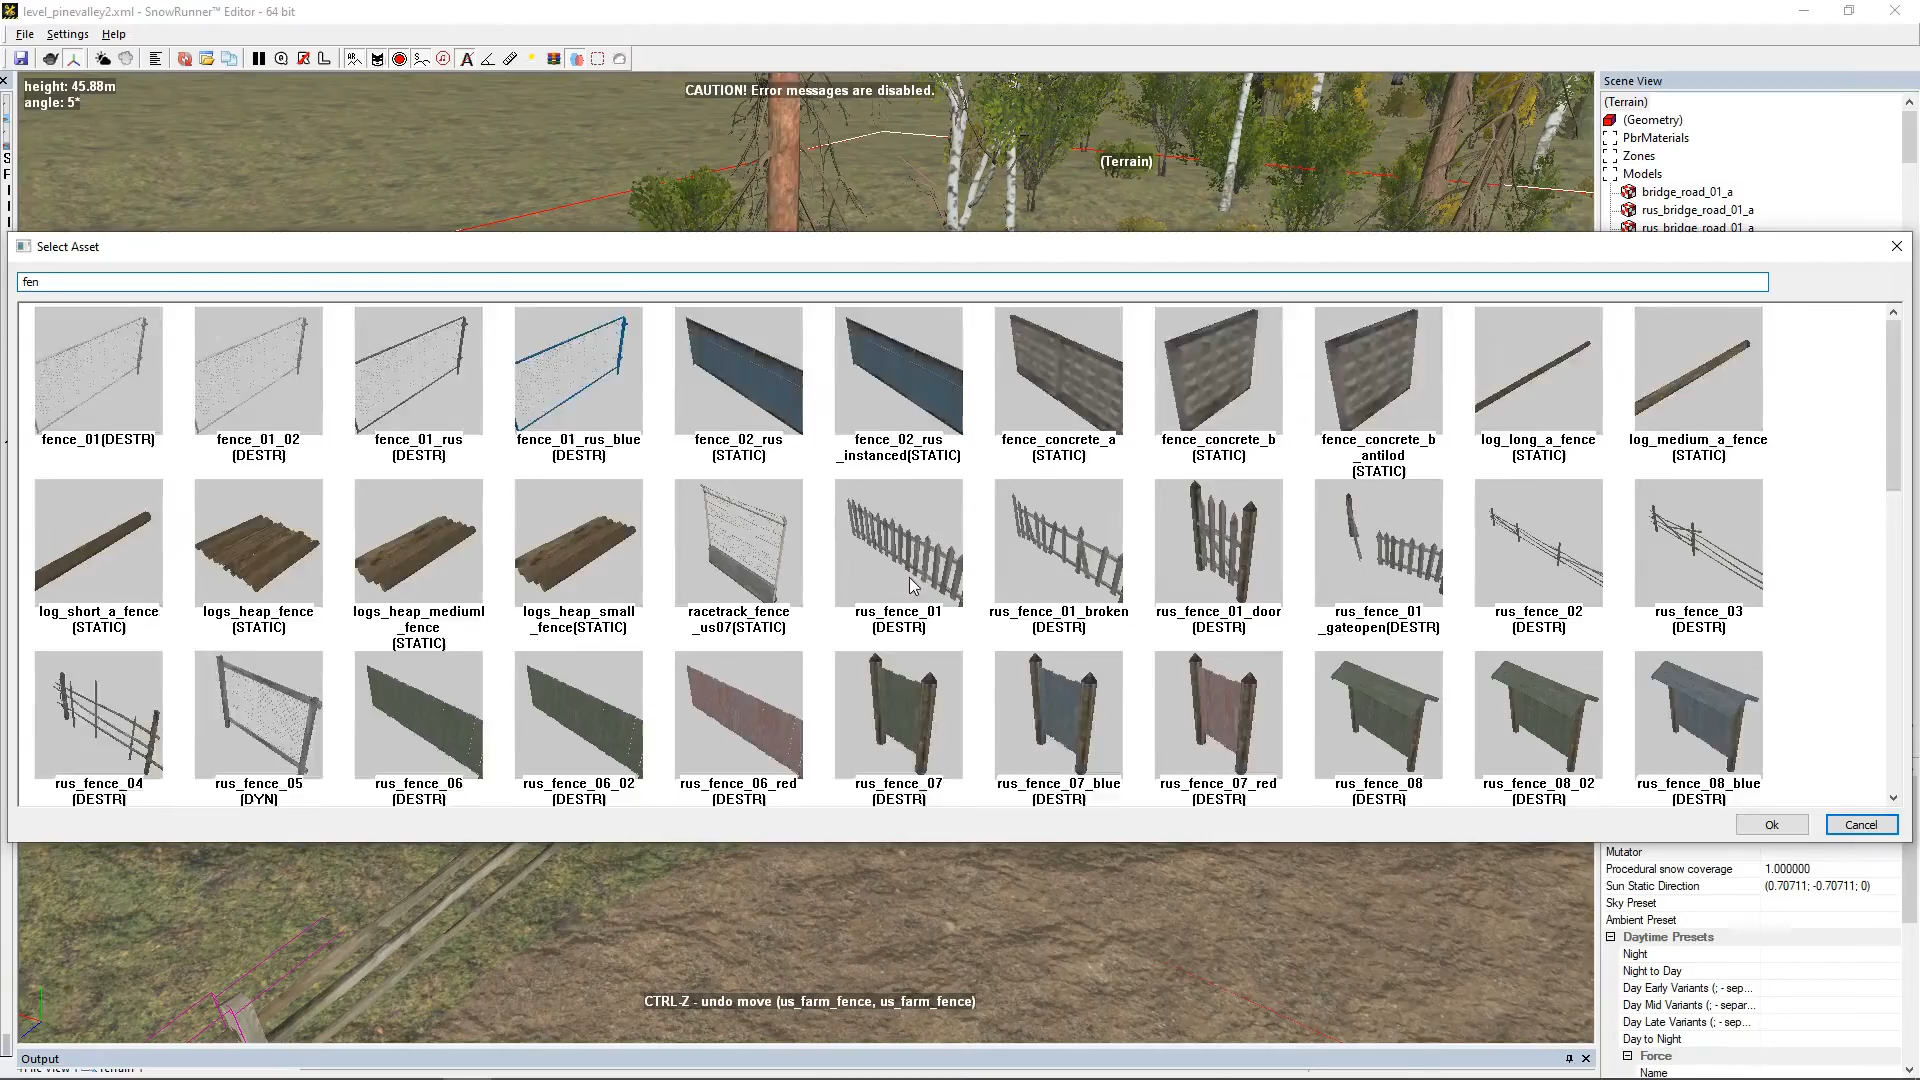 level_pinevalley2.xml - SnowRunner™ Editor - 64 bit
File Settings Help
height: 45.88m
angle: 5*
CAUTION! Error messages are disabled.
(Terrain)
Scene View
(Terrain)
(Geometry)
PbrMaterials
Zones
Models
bridge_road_01_a
rus_bridge_road_01_a
rus_bridge_road_01_a
Select Asset
fen
fence_01(DESTR)
fence_01_02
(DESTR)
fence_01_rus
(DESTR)
fence_01_rus_blue
(DESTR)
fence_02_rus
(STATIC)
fence_02_rus
_instanced(STATIC)
fence_concrete_a
(STATIC)
fence_concrete_b
(STATIC)
fence_concrete_b
_antilod
(STATIC)
log_long_a_fence
(STATIC)
log_medium_a_fence
(STATIC)
log_short_a_fence
(STATIC)
logs_heap_fence
(STATIC)
logs_heap_mediuml
_fence
(STATIC)
logs_heap_small
_fence(STATIC)
racetrack_fence
_us07(STATIC)
rus_fence_01
(DESTR)
rus_fence_01_broken
(DESTR)
rus_fence_01_door
(DESTR)
rus_fence_01
_gateopen(DESTR)
rus_fence_02
(DESTR)
rus_fence_03
(DESTR)
rus_fence_04
(DESTR)
rus_fence_05
(DYN)
rus_fence_06
(DESTR)
rus_fence_06_02
(DESTR)
rus_fence_06_red
(DESTR)
rus_fence_07
(DESTR)
rus_fence_07_blue
(DESTR)
rus_fence_07_red
(DESTR)
rus_fence_08
(DESTR)
rus_fence_08_02
(DESTR)
rus_fence_08_blue
(DESTR)
Ok
Cancel
Mutator
Procedural snow coverage 1.000000
Sun Static Direction (0.70711; -0.70711; 0)
Sky Preset
Ambient Preset
Daytime Presets
Night
Night to Day
Day Early Variants (; - sep...
Day Mid Variants (; - separ...
Day Late Variants (; - sep...
Day to Night
Force
Name
CTRL-Z - undo move (us_farm_fence, us_farm_fence)
Output